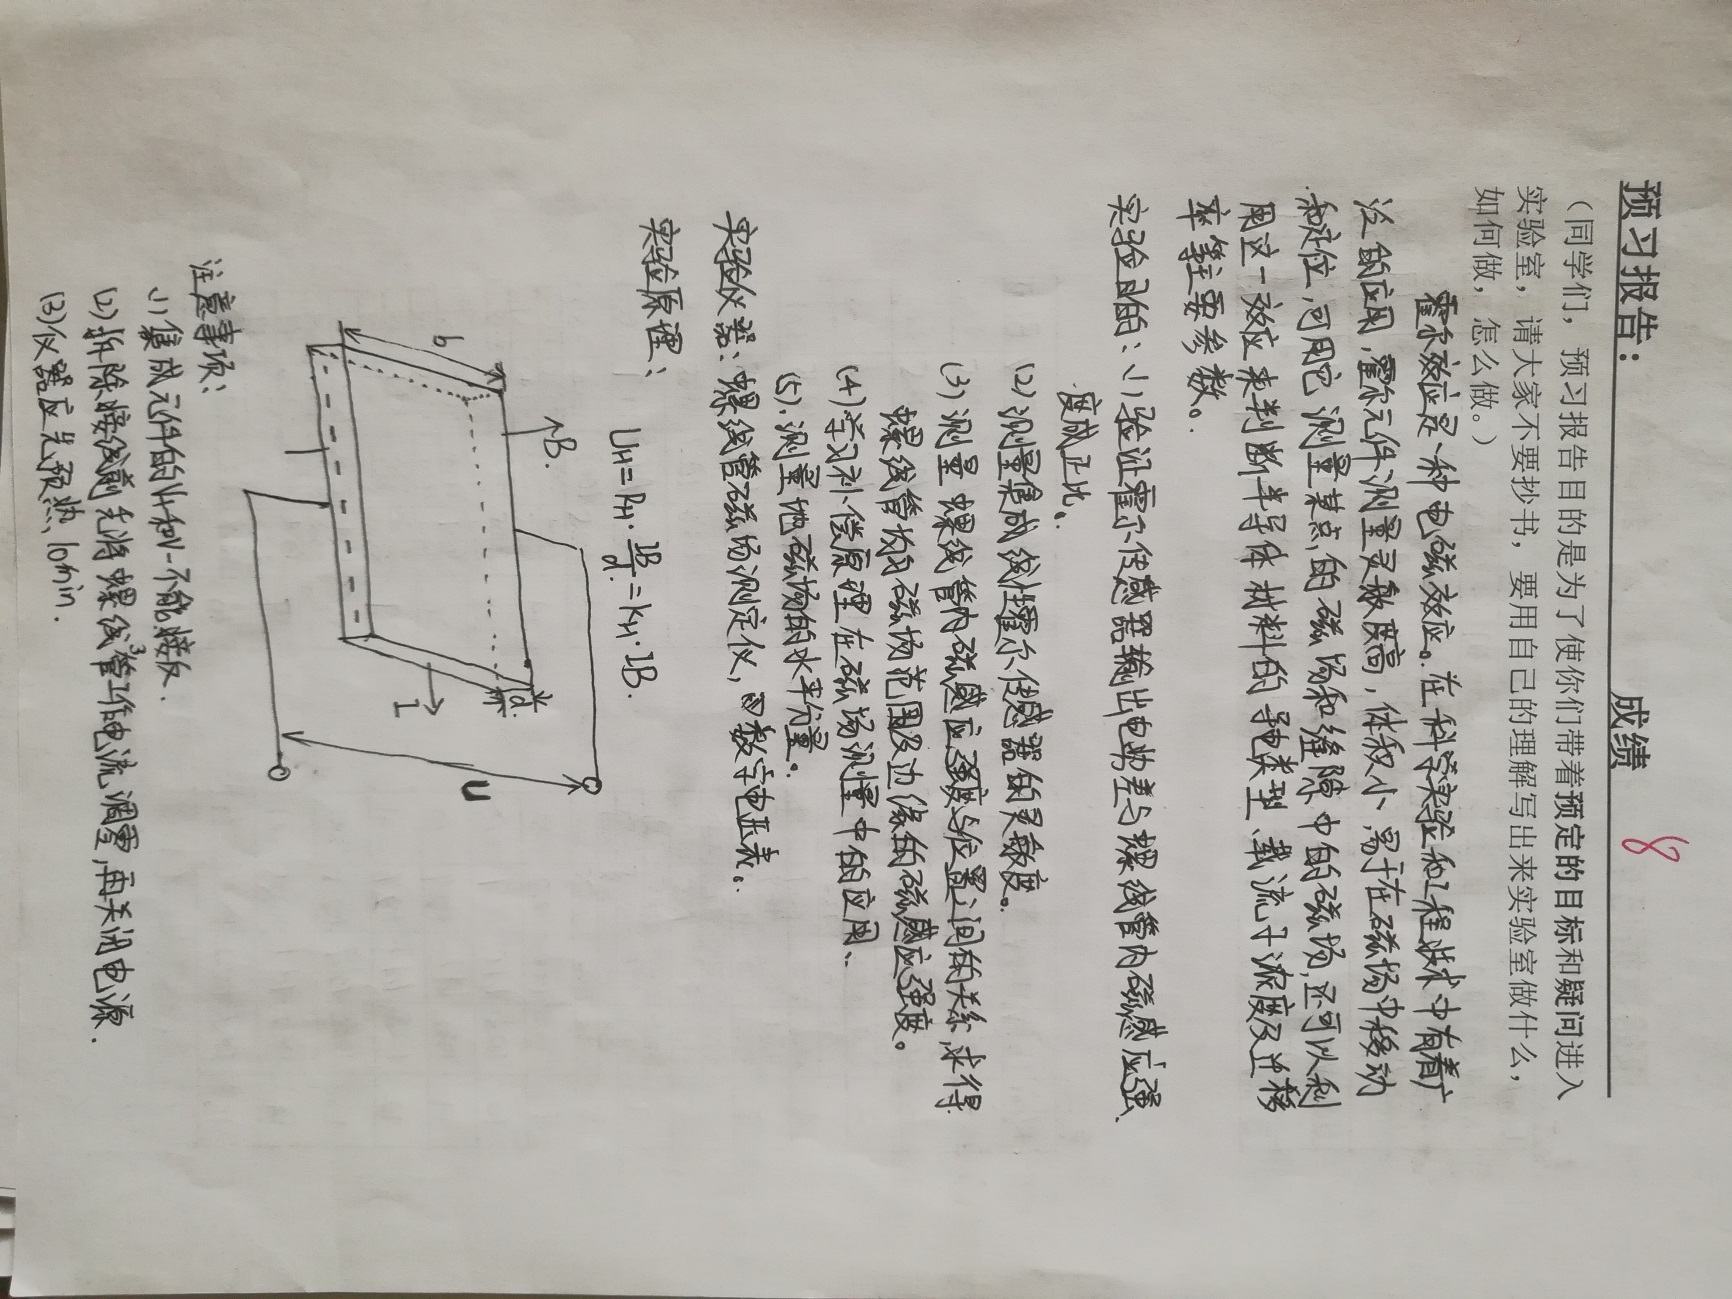 预习报告： 成绩 8
（同学们，预习报告目的是为了使你们带着预定的目标和疑问进入
实验室，请大家不要抄书，要用自己的理解写出来实验室做什么，
如何做，怎么做。）
霍尔效应是一种电磁效应。在科学实验和工程技术中有着广
泛的应用，霍尔元件测量灵敏度高，体积小，易于在磁场中移动
和定位，可用它测量某点的磁场和缝隙中的磁场，还可以利
用这一效应来判断半导体材料的导电类型、载流子浓度及迁移
率等主要参数。
实验目的：(1)验证霍尔传感器输出电势差与螺线管内磁感应强
度成正比。
(2)测量集成线性霍尔传感器的灵敏度。
(3)测量螺线管内磁感应强度与位置之间的关系，求得
螺线管均匀磁场范围及边缘的磁感应强度。
(4)学习补偿原理在磁场测量中的应用。
(5).测量地磁场的水平分量。
实验仪器：螺线管磁场测定仪，数字电压表。
实验原理：
UH=RH·IB/d=KH·IB.
B.
b
d.
I
U
注意事项：
(1)集成元件的V+和V-不能接反.
(2)拆除接线前先将螺线管工作电流调零，再关闭电源.
(3)仪器应先预热，10min.
3